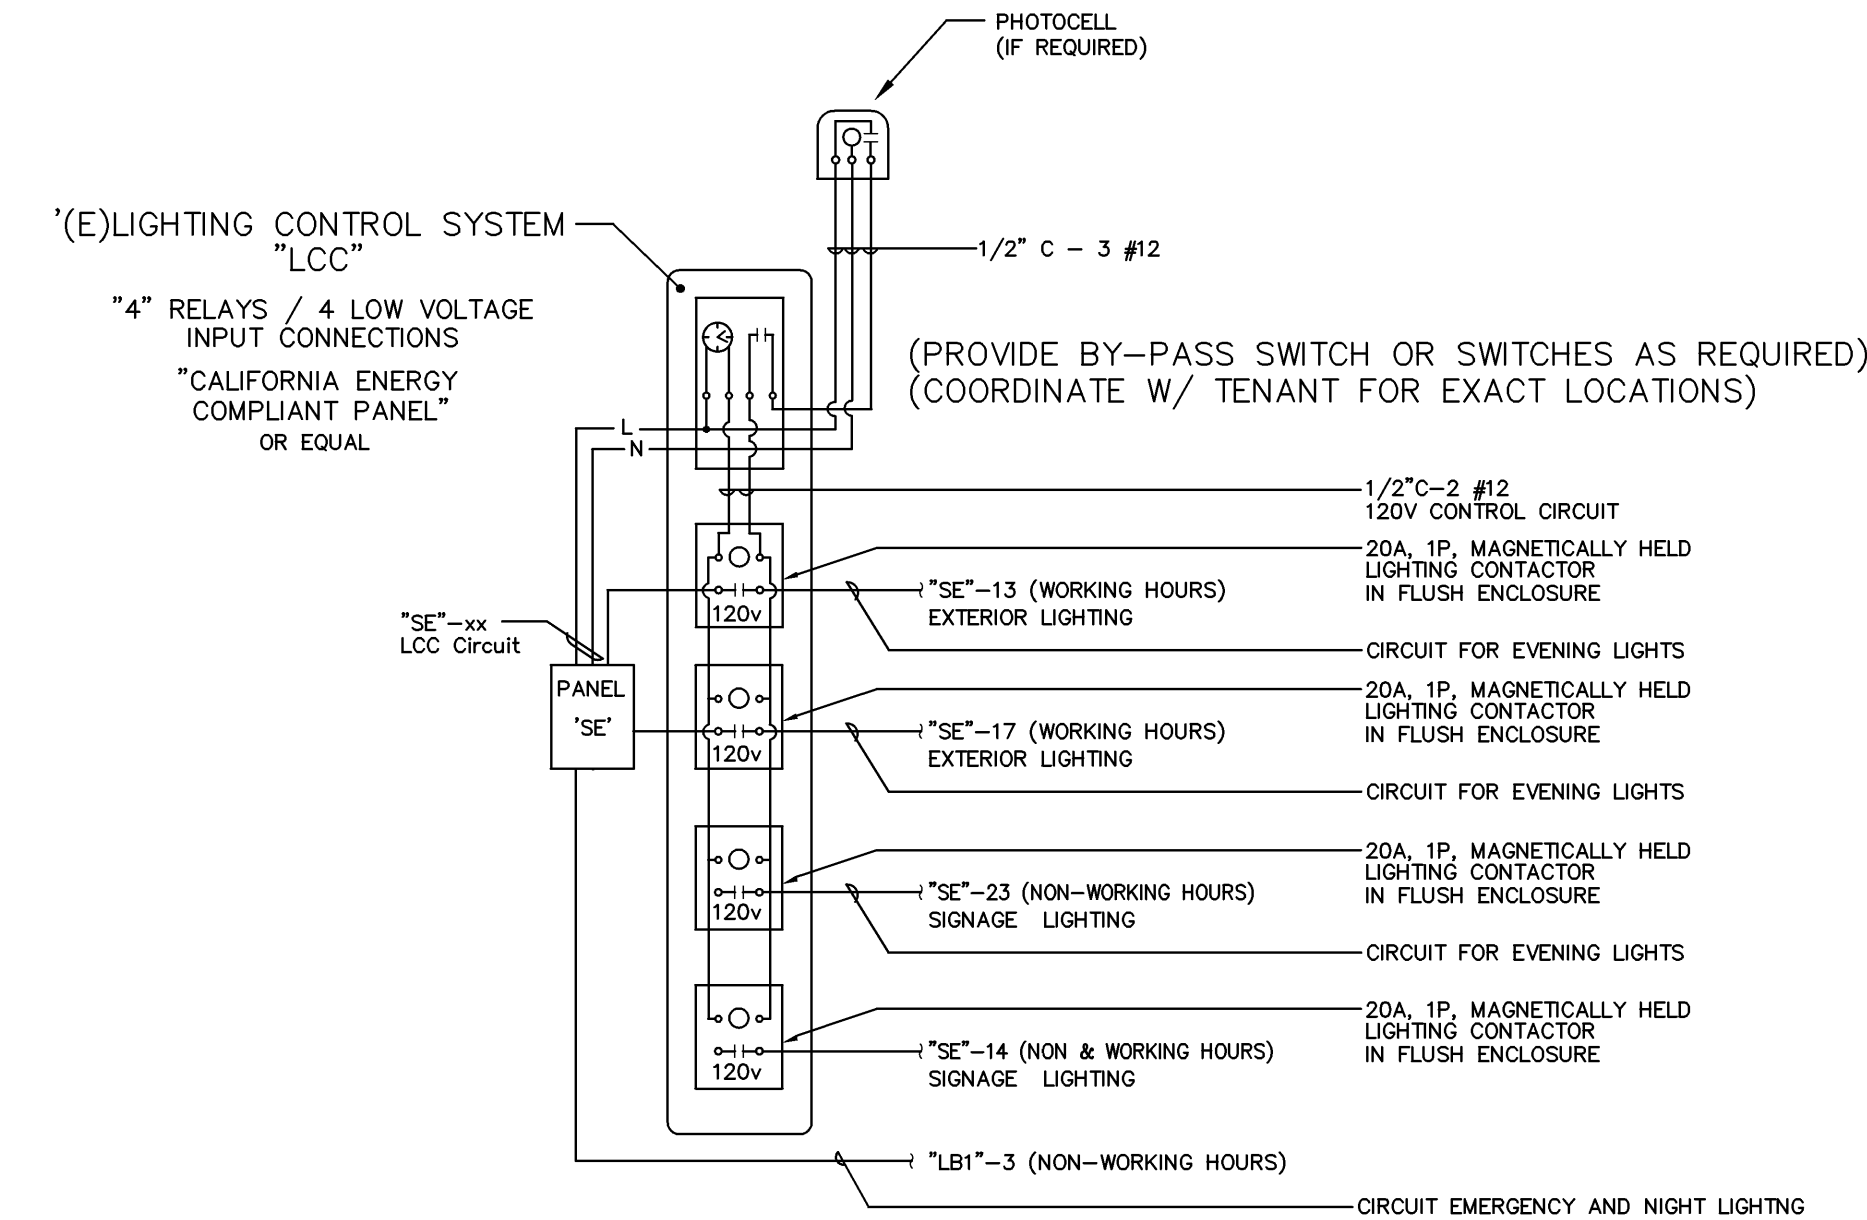 PHOTOCELL
(IF REQUIRED)
'(E)LIGHTING CONTROL SYSTEM
"LCC"
"4" RELAYS / 4 LOW VOLTAGE
INPUT CONNECTIONS
"CALIFORNIA ENERGY
COMPLIANT PANEL"
OR EQUAL
1/2" C - 3 #12
(PROVIDE BY-PASS SWITCH OR SWITCHES AS REQUIRED)
(COORDINATE W/ TENANT FOR EXACT LOCATIONS)
L
N
1/2"C-2 #12
120V CONTROL CIRCUIT
20A, 1P, MAGNETICALLY HELD
LIGHTING CONTACTOR
IN FLUSH ENCLOSURE
"SE"-13 (WORKING HOURS)
EXTERIOR LIGHTING
120v
CIRCUIT FOR EVENING LIGHTS
"SE"-xx
LCC Circuit
PANEL
'SE'
20A, 1P, MAGNETICALLY HELD
LIGHTING CONTACTOR
IN FLUSH ENCLOSURE
"SE"-17 (WORKING HOURS)
EXTERIOR LIGHTING
120v
CIRCUIT FOR EVENING LIGHTS
20A, 1P, MAGNETICALLY HELD
LIGHTING CONTACTOR
IN FLUSH ENCLOSURE
"SE"-23 (NON-WORKING HOURS)
SIGNAGE LIGHTING
120v
CIRCUIT FOR EVENING LIGHTS
20A, 1P, MAGNETICALLY HELD
LIGHTING CONTACTOR
IN FLUSH ENCLOSURE
"SE"-14 (NON & WORKING HOURS)
SIGNAGE LIGHTING
120v
"LB1"-3 (NON-WORKING HOURS)
CIRCUIT EMERGENCY AND NIGHT LIGHTNG